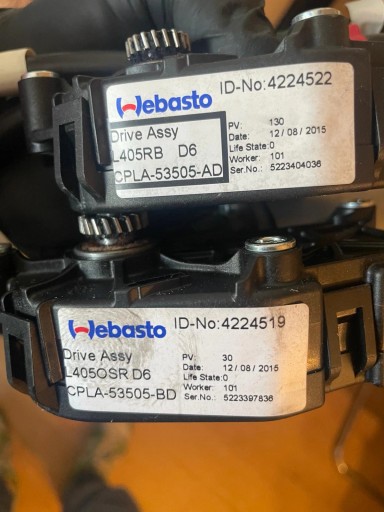 Webasto ID-No:4224522
Drive Assy
L405RB D6
CPLA-53505-AD
PV: 130
Date: 12/08/2015
Life State:0
Worker: 101
Ser.No.: 5223404036
Webasto ID-No:4224519
Drive Assy
L405OSR D6
CPLA-53505-BD
PV: 30
Date: 12/08/2015
Life State:0
Worker: 101
Ser.No.: 5223397836